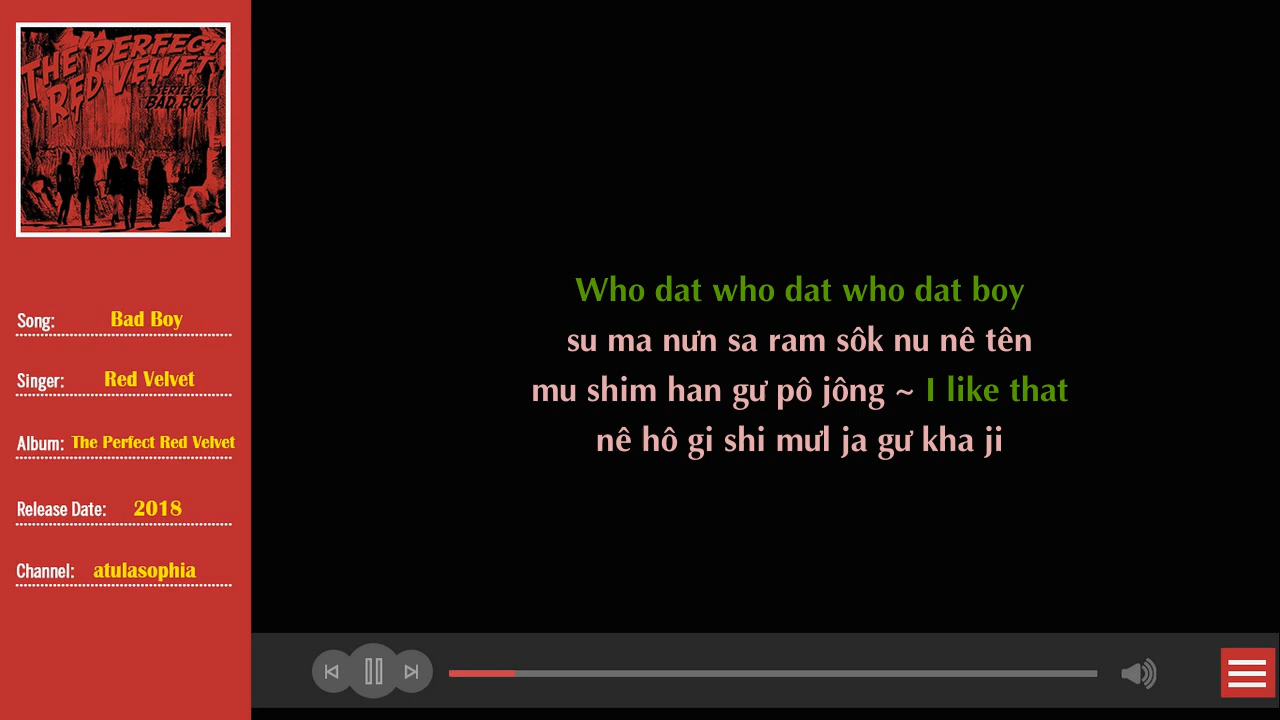 THE PERFECT
RED VELVET
"BAD BOY"
Song: Bad Boy
Singer: Red Velvet
Album: The Perfect Red Velvet
Release Date: 2018
Channel: atulasophia
Who dat who dat who dat boy
su ma nưn sa ram sôk nu nê tên
mu shim han gư pô jông ~ I like that
nê hô gi shi mưl ja gư kha ji